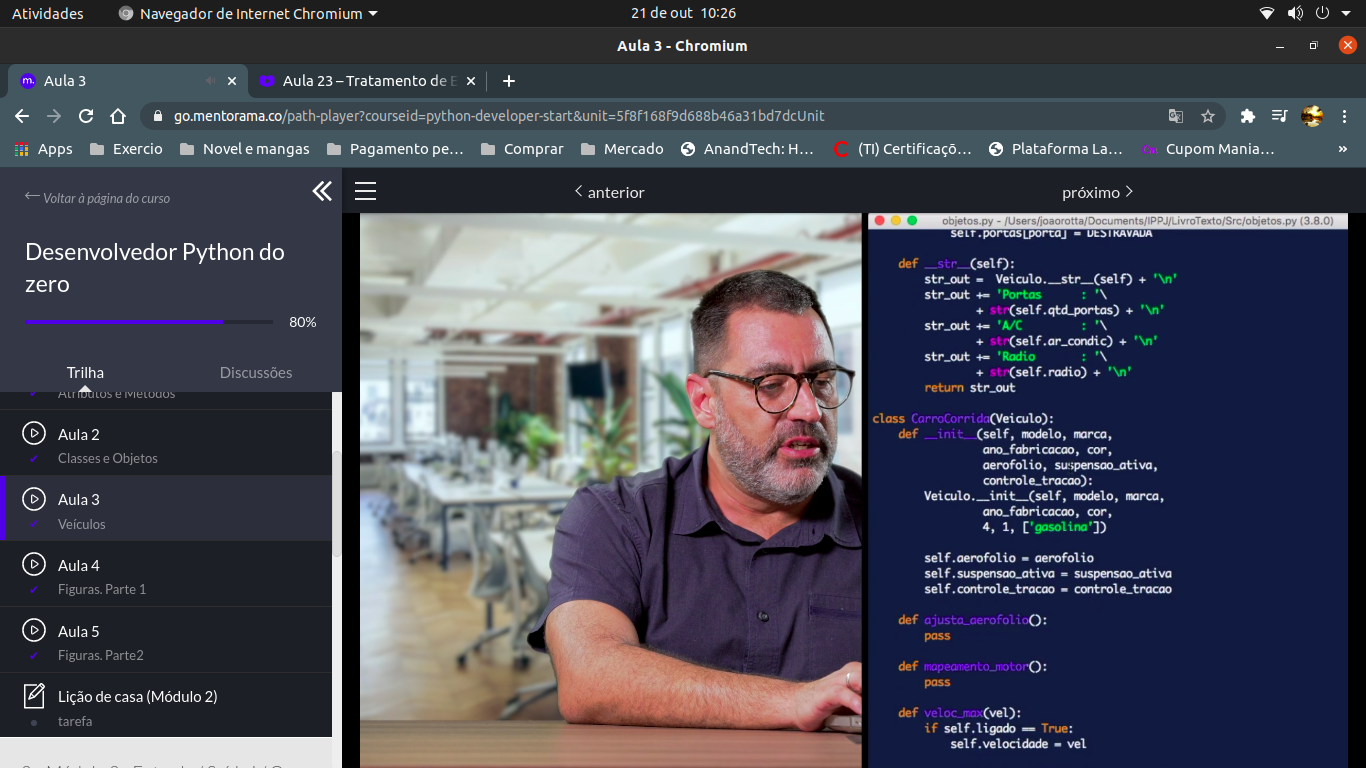 Atividades
Navegador de Internet Chromium
21 de out 10:26
Aula 3 - Chromium
m. Aula 3
Aula 23 – Tratamento de E
go.mentorama.co/path-player?courseid=python-developer-start&unit=5f8f168f9d688b46a31bd7dcUnit
Apps Exercio Novel e mangas Pagamento pe… Comprar Mercado AnandTech: H… (TI) Certificaçõ… Plataforma La… Cupom Mania… »
← Voltar à página do curso
anterior
próximo
Desenvolvedor Python do
zero
80%
Trilha Discussões
Atributos e Métodos
Aula 2
Classes e Objetos
Aula 3
Veículos
Aula 4
Figuras. Parte 1
Aula 5
Figuras. Parte2
Lição de casa (Módulo 2)
tarefa
objetos.py - /Users/joaorotta/Documents/IPPJ/LivroTexto/Src/objetos.py (3.8.0)
self.portas[porta] = DESTRAVADA
def __str__(self):
str_out = Veiculo.__str__(self) + '\n'
str_out += 'Portas : '\
+ str(self.qtd_portas) + '\n'
str_out += 'A/C : '\
+ str(self.ar_condic) + '\n'
str_out += 'Radio : '\
+ str(self.radio) + '\n'
return str_out
class CarroCorrida(Veiculo):
def __init__(self, modelo, marca,
ano_fabricacao, cor,
aerofolio, suspensao_ativa,
controle_tracao):
Veiculo.__init__(self, modelo, marca,
ano_fabricacao, cor,
4, 1, ['gasolina'])
self.aerofolio = aerofolio
self.suspensao_ativa = suspensao_ativa
self.controle_tracao = controle_tracao
def ajusta_aerofolio():
pass
def mapeamento_motor():
pass
def veloc_max(vel):
if self.ligado == True:
self.velocidade = vel